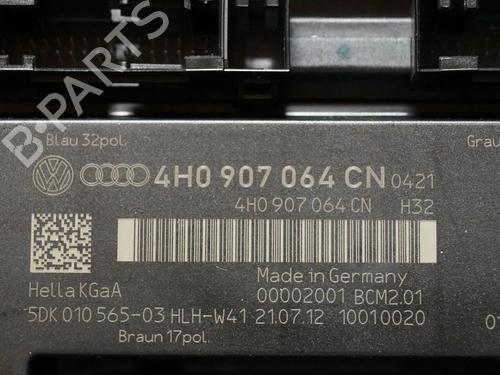 B-PARTS
Blau 32pol.
Grau
4H0 907 064 CN 0421
4H0 907 064 CN H32
Made in Germany
Hella KGaA 00002001 BCM2.01
5DK 010 565-03 HLH-W41 21.07.12 10010020
Braun 17pol.